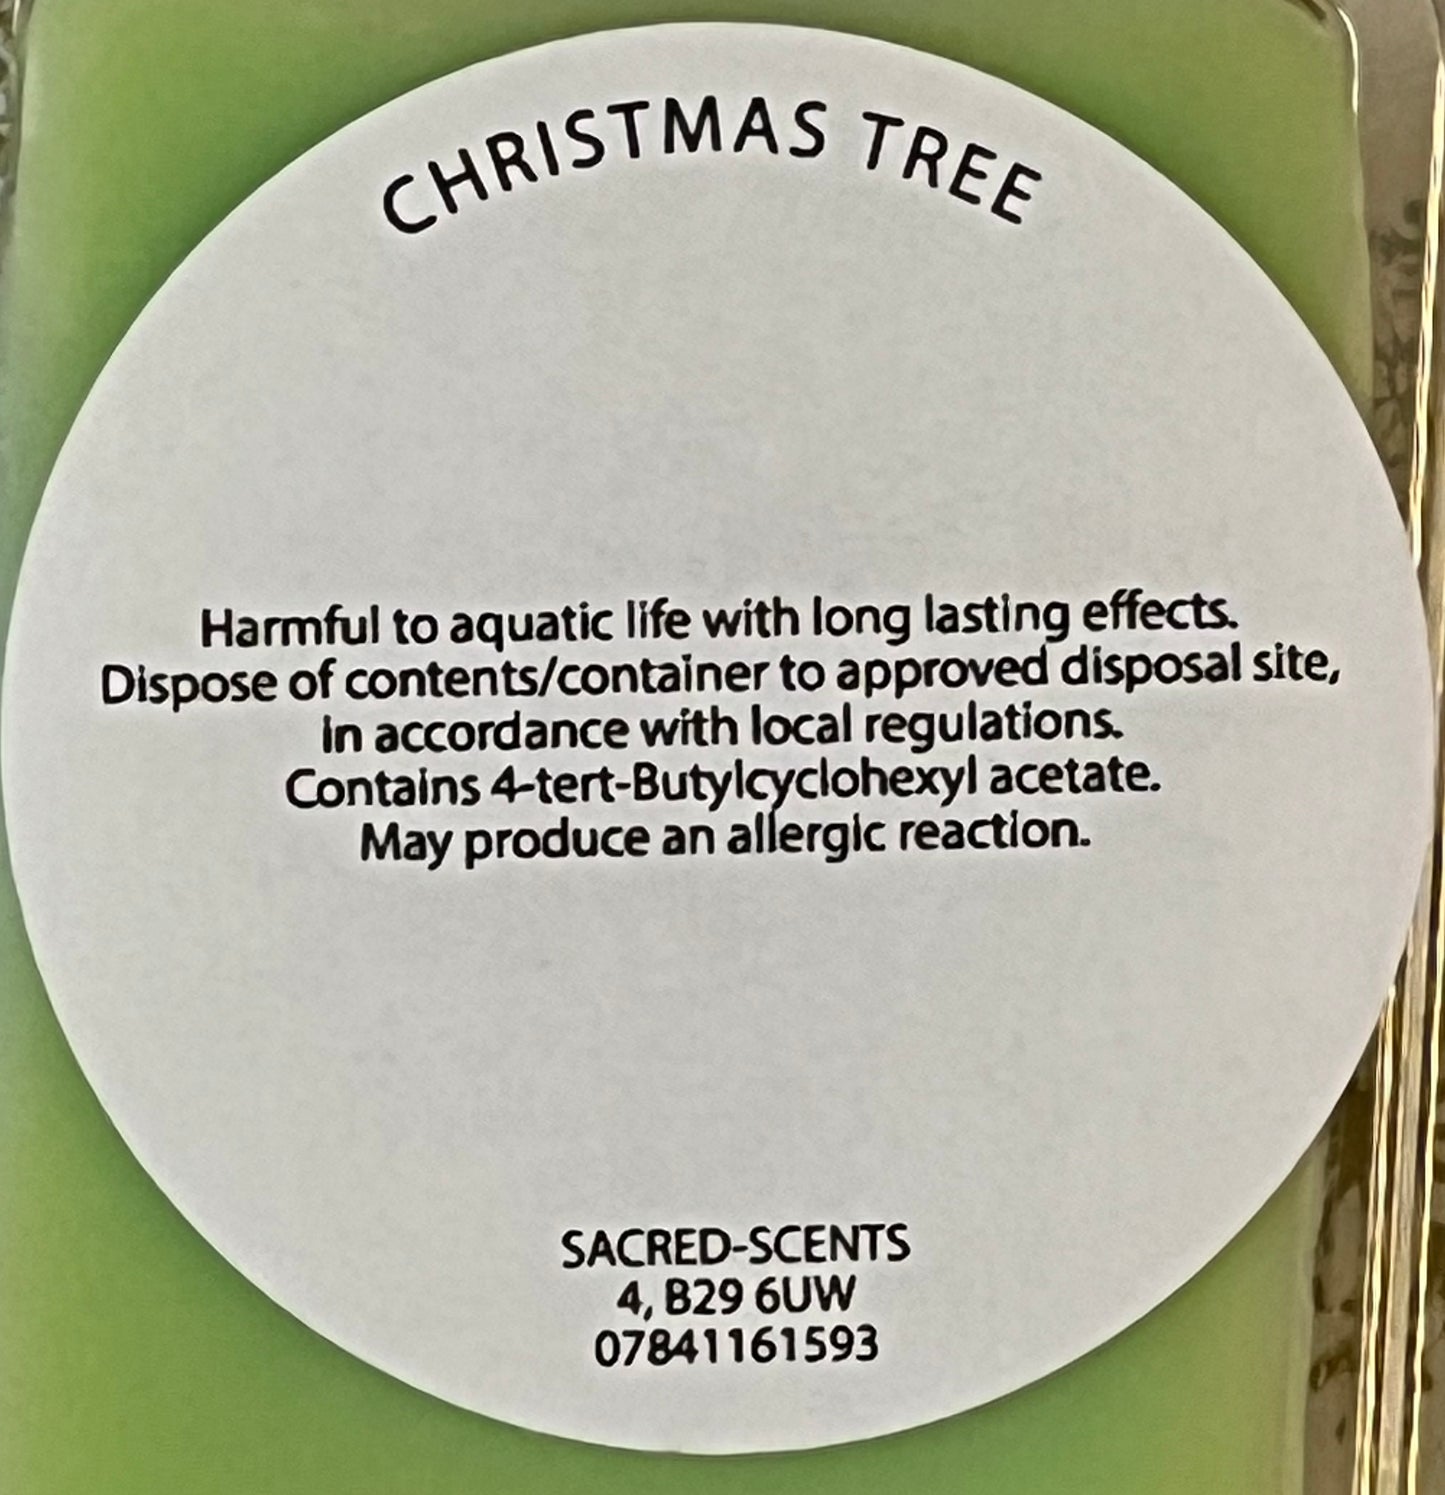 CHRISTMAS TREE
Harmful to aquatic life with long lasting effects.
Dispose of contents/container to approved disposal site,
in accordance with local regulations.
Contains 4-tert-Butylcyclohexyl acetate.
May produce an allergic reaction.
SACRED-SCENTS
4, B29 6UW
07841161593